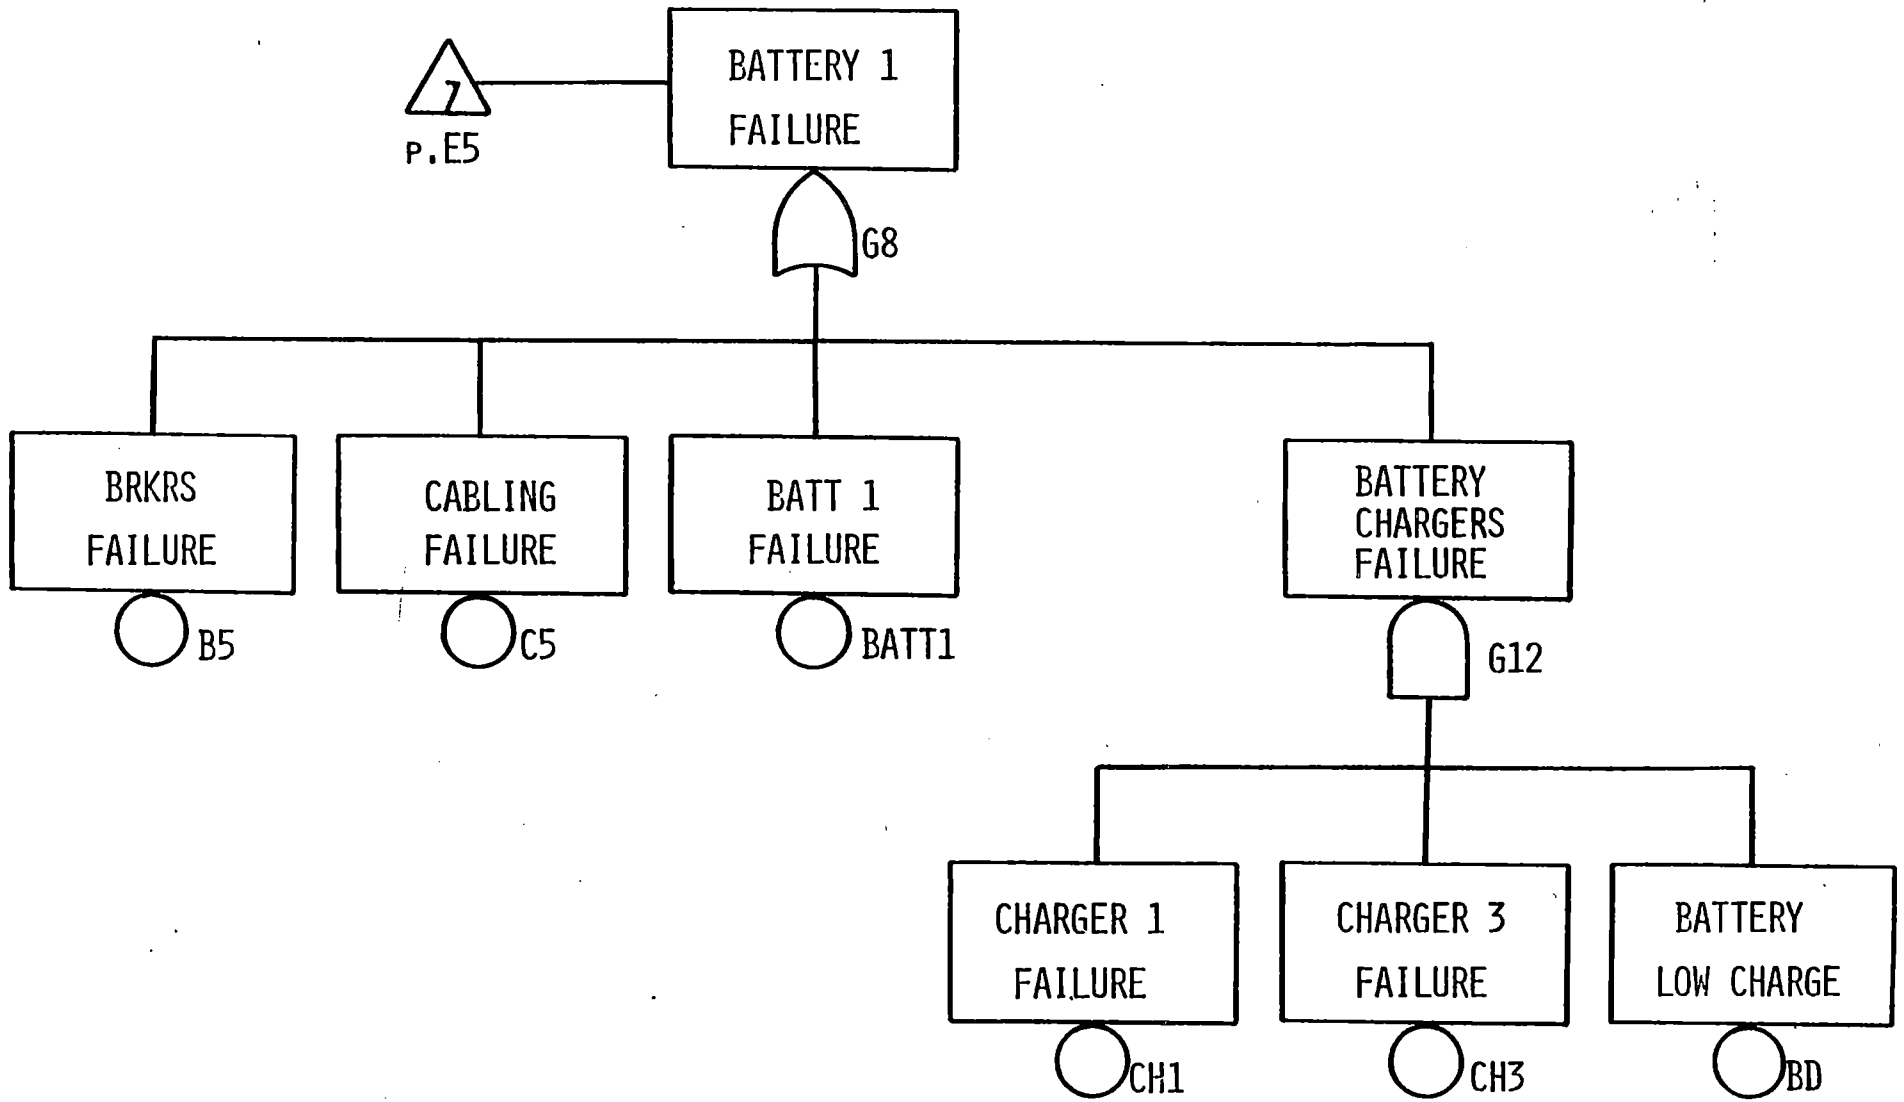 BATTERY 1
FAILURE
7
P.E5
G8
BRKRS
FAILURE
B5
CABLING
FAILURE
C5
BATT 1
FAILURE
BATT1
BATTERY
CHARGERS
FAILURE
G12
CHARGER 1
FAILURE
CH1
CHARGER 3
FAILURE
CH3
BATTERY
LOW CHARGE
BD